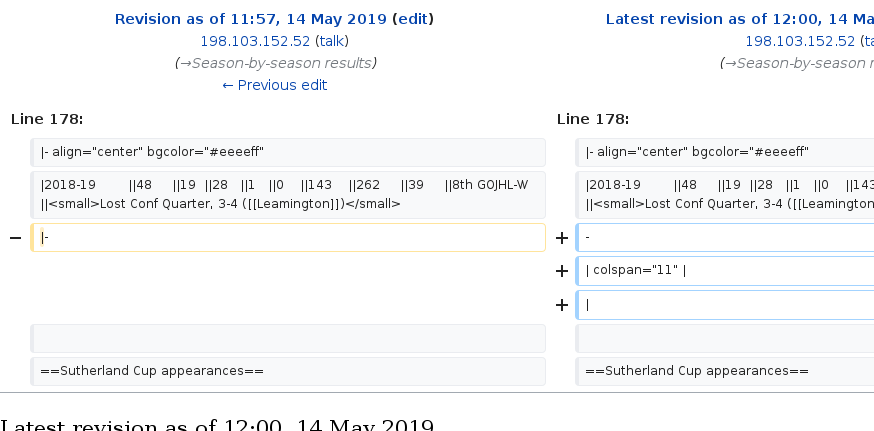 Revision as of 11:57, 14 May 2019 (edit)
198.103.152.52 (talk)
(→Season-by-season results)
← Previous edit
Latest revision as of 12:00, 14 Ma
198.103.152.52 (ta
(→Season-by-season r
Line 178:
Line 178:
|- align="center" bgcolor="#eeeeff"
|- align="center" bgcolor="#eeeeff"
|2018-19 ||48 ||19 ||28 ||1 ||0 ||143 ||262 ||39 ||8th GOJHL-W
||<small>Lost Conf Quarter, 3-4 ([[Leamington]])</small>
|2018-19 ||48 ||19 ||28 ||1 ||0 ||143
||<small>Lost Conf Quarter, 3-4 ([[Leamington
− |-
+ -
+ | colspan="11" |
+ |
==Sutherland Cup appearances==
==Sutherland Cup appearances==
Latest revision as of 12:00, 14 May 2019